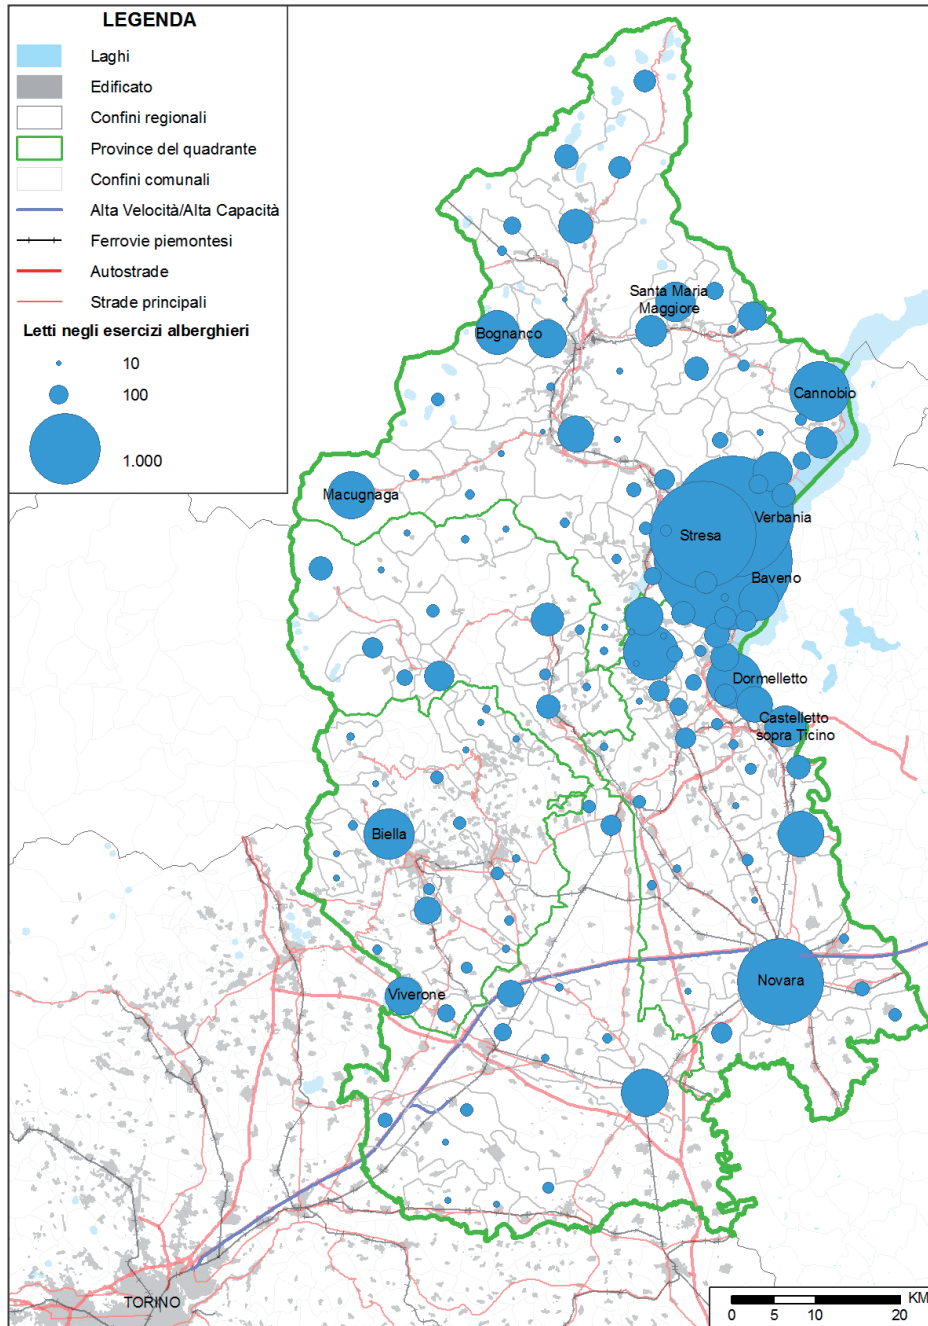 LEGENDA
Laghi
Edificato
Confini regionali
Province del quadrante
Confini comunali
Alta Velocità/Alta Capacità
Ferrovie piemontesi
Autostrade
Strade principali
Letti negli esercizi alberghieri
10
100
1.000
Santa Maria
Maggiore
Bognanco
Cannobio
Macugnaga
Verbania
Stresa
Baveno
Dormelletto
Castelletto
sopra Ticino
Biella
Novara
Viverone
TORINO
KM
0 5 10 20